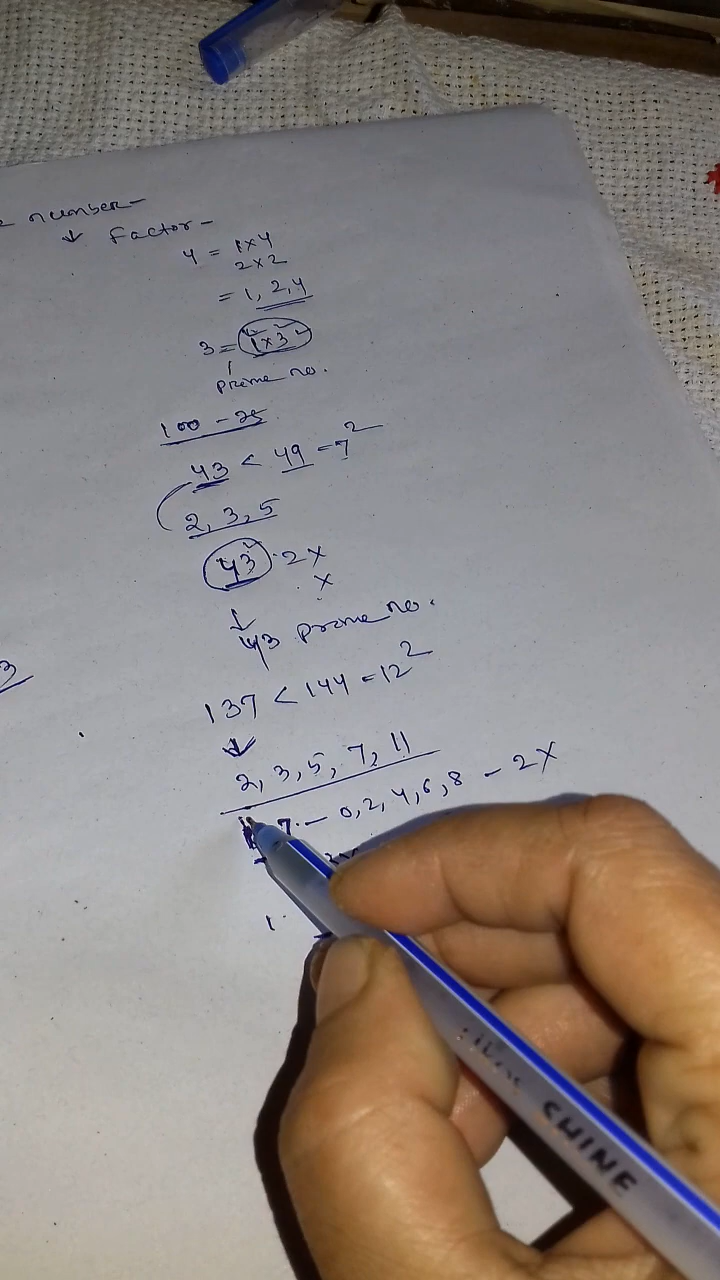 number-
↓ Factor-
4 = 1×4
2×2
= 1, 2, 4
3 = 1×3
prime no.
100 - 25
43 < 49 = 7²
2, 3, 5
43 · 2×
×
↓
43 prime no.
3
137 < 144 = 12²
↓
2, 3, 5, 7, 11
7 - 0, 2, 4, 6, 8 - 2×
1
SHINE